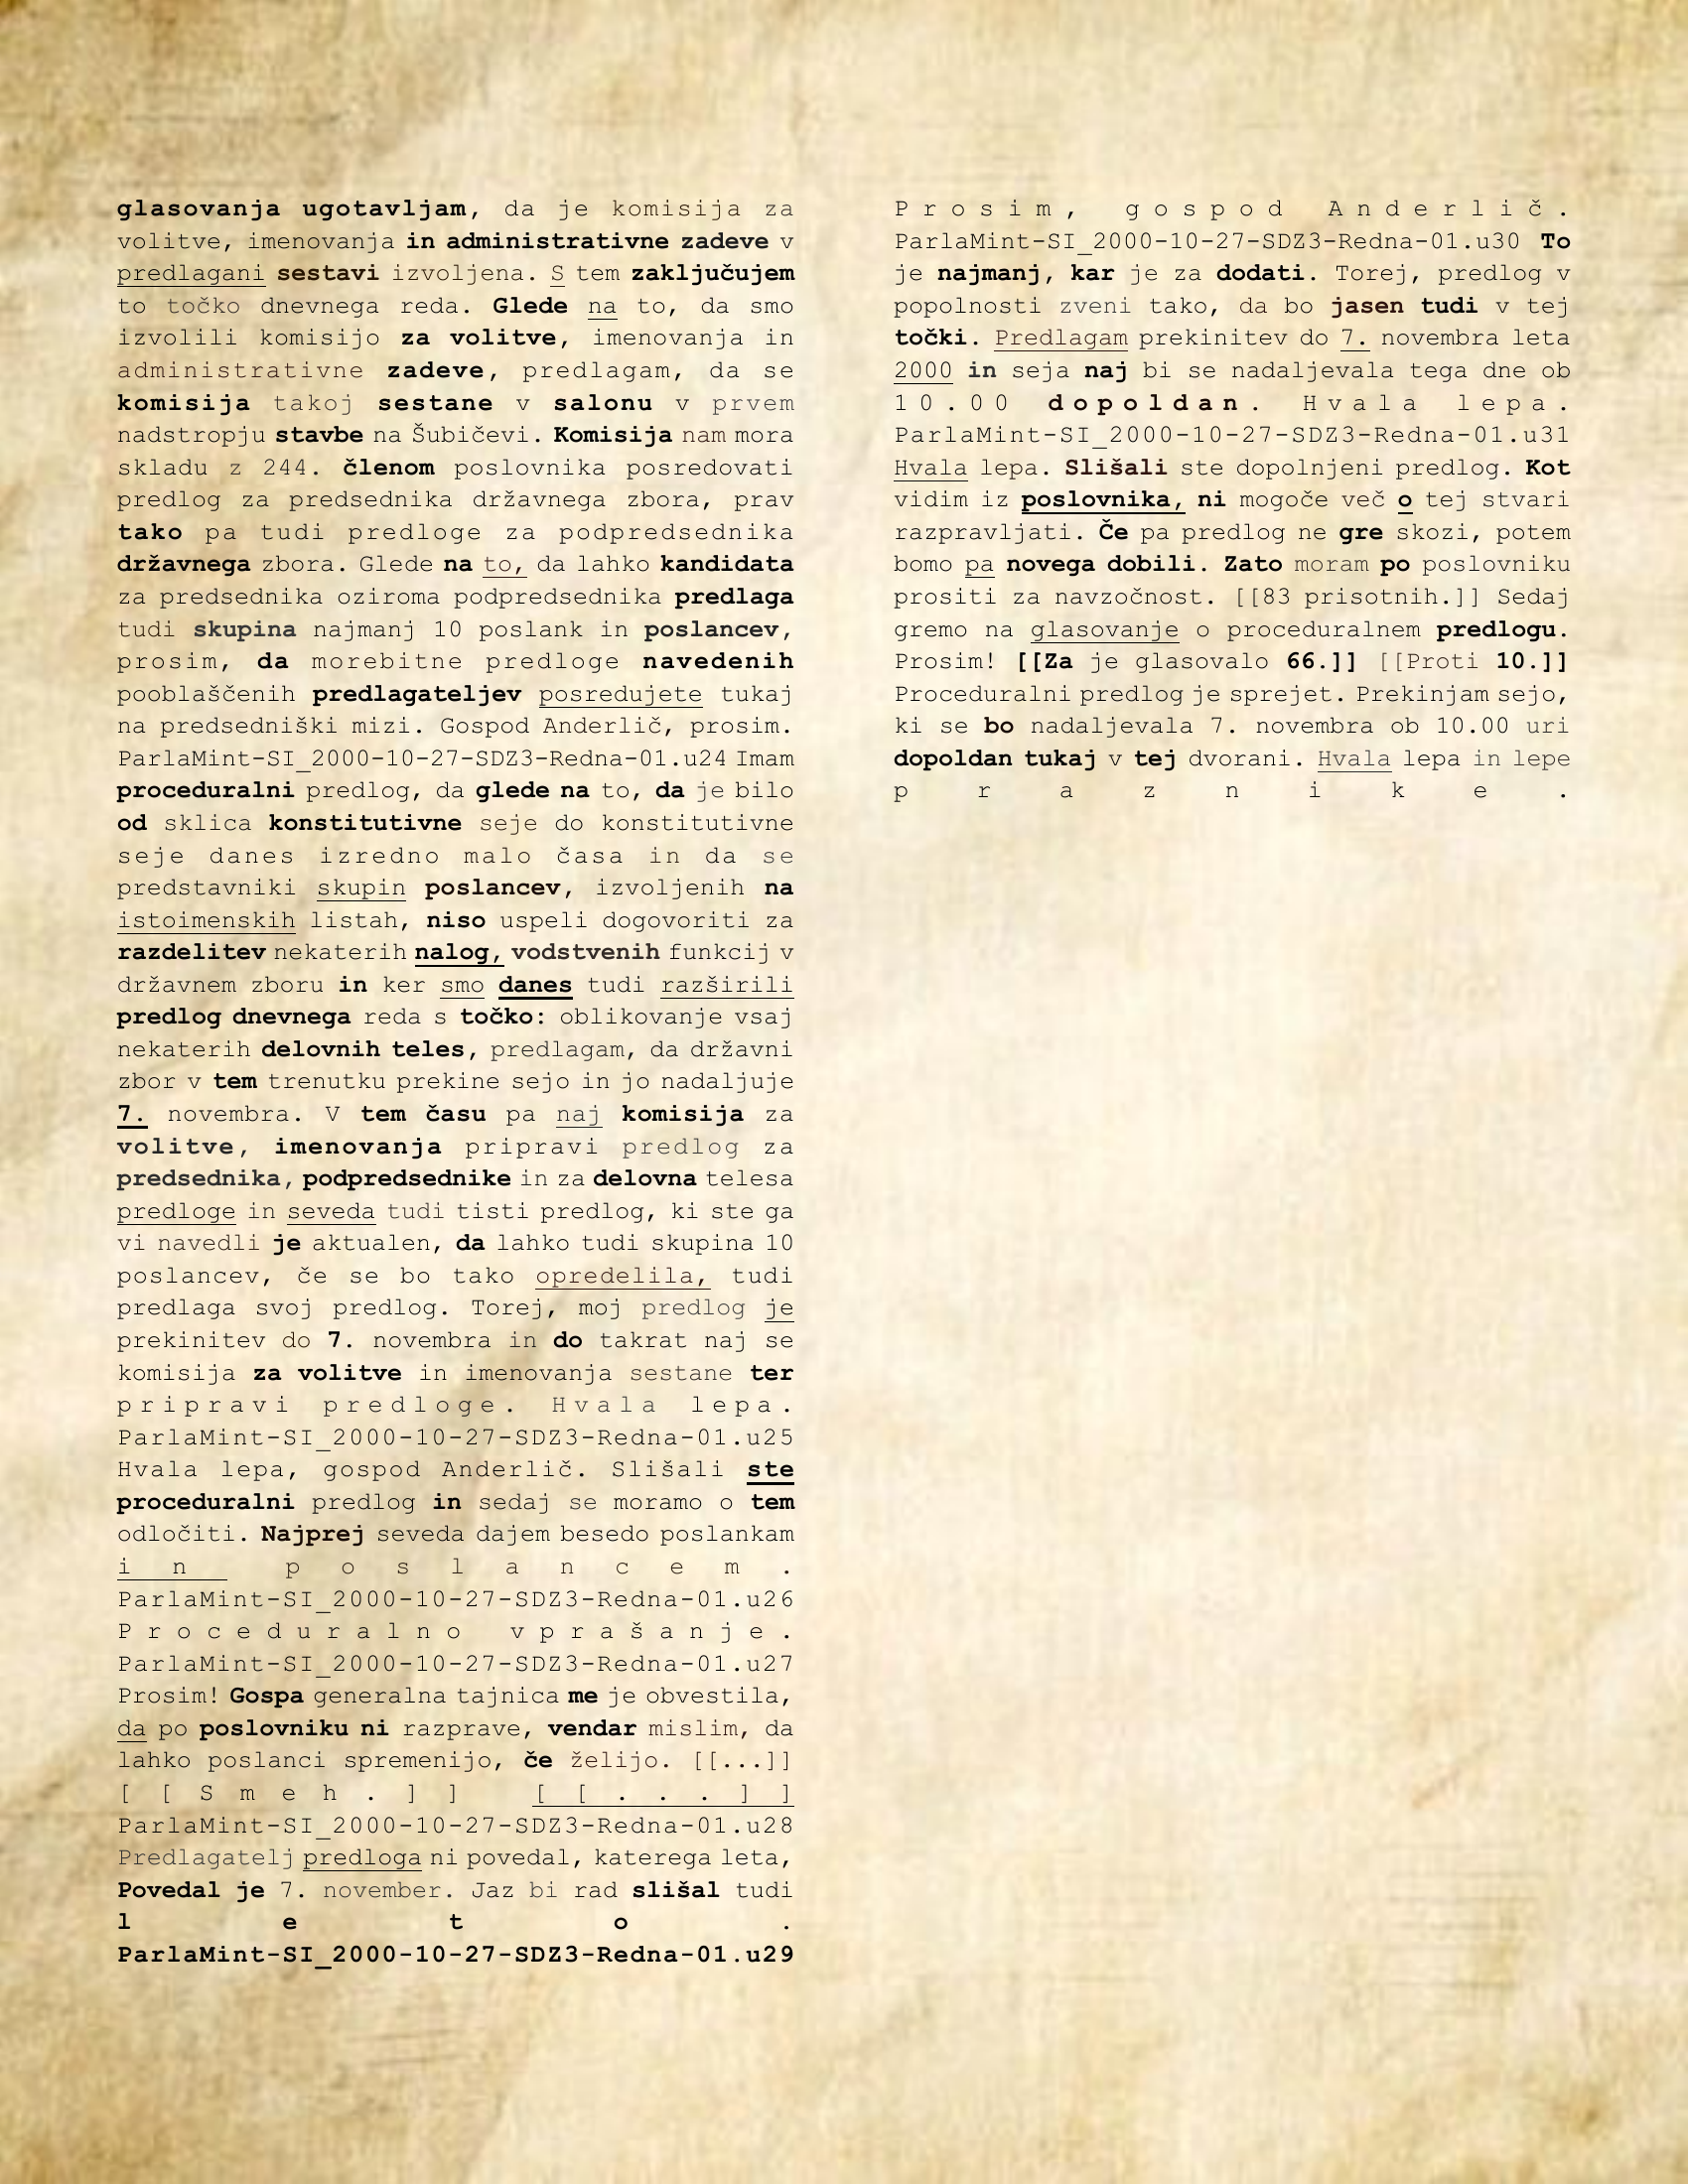 glasovanja ugotavljam, da je komisija za
volitve, imenovanja in administrativne zadeve v
predlagani sestavi izvoljena. S tem zaključujem
to točko dnevnega reda. Glede na to, da smo
izvolili komisijo za volitve, imenovanja in
administrativne zadeve, predlagam, da se
komisija takoj sestane v salonu v prvem
nadstropju stavbe na Šubičevi. Komisija nam mora
skladu z 244. členom poslovnika posredovati
predlog za predsednika državnega zbora, prav
tako pa tudi predloge za podpredsednika
državnega zbora. Glede na to, da lahko kandidata
za predsednika oziroma podpredsednika predlaga
tudi skupina najmanj 10 poslank in poslancev,
prosim, da morebitne predloge navedenih
pooblaščenih predlagateljev posredujete tukaj
na predsedniški mizi. Gospod Anderlič, prosim.
ParlaMint-SI_2000-10-27-SDZ3-Redna-01.u24 Imam
proceduralni predlog, da glede na to, da je bilo
od sklica konstitutivne seje do konstitutivne
seje danes izredno malo časa in da se
predstavniki skupin poslancev, izvoljenih na
istoimenskih listah, niso uspeli dogovoriti za
razdelitev nekaterih nalog, vodstvenih funkcij v
državnem zboru in ker smo danes tudi razširili
predlog dnevnega reda s točko: oblikovanje vsaj
nekaterih delovnih teles, predlagam, da državni
zbor v tem trenutku prekine sejo in jo nadaljuje
7. novembra. V tem času pa naj komisija za
volitve, imenovanja pripravi predlog za
predsednika, podpredsednike in za delovna telesa
predloge in seveda tudi tisti predlog, ki ste ga
vi navedli je aktualen, da lahko tudi skupina 10
poslancev, če se bo tako opredelila, tudi
predlaga svoj predlog. Torej, moj predlog je
prekinitev do 7. novembra in do takrat naj se
komisija za volitve in imenovanja sestane ter
pripravi predloge. Hvala lepa.
ParlaMint-SI_2000-10-27-SDZ3-Redna-01.u25
Hvala lepa, gospod Anderlič. Slišali ste
proceduralni predlog in sedaj se moramo o tem
odločiti. Najprej seveda dajem besedo poslankam
in poslancem.
ParlaMint-SI_2000-10-27-SDZ3-Redna-01.u26
Proceduralno vprašanje.
ParlaMint-SI_2000-10-27-SDZ3-Redna-01.u27
Prosim! Gospa generalna tajnica me je obvestila,
da po poslovniku ni razprave, vendar mislim, da
lahko poslanci spremenijo, če želijo. [[...]]
[[Smeh.]] [[...]]
ParlaMint-SI_2000-10-27-SDZ3-Redna-01.u28
Predlagatelj predloga ni povedal, katerega leta,
Povedal je 7. november. Jaz bi rad slišal tudi
leto.
ParlaMint-SI_2000-10-27-SDZ3-Redna-01.u29
Prosim, gospod Anderlič.
ParlaMint-SI_2000-10-27-SDZ3-Redna-01.u30 To
je najmanj, kar je za dodati. Torej, predlog v
popolnosti zveni tako, da bo jasen tudi v tej
točki. Predlagam prekinitev do 7. novembra leta
2000 in seja naj bi se nadaljevala tega dne ob
10.00 dopoldan. Hvala lepa.
ParlaMint-SI_2000-10-27-SDZ3-Redna-01.u31
Hvala lepa. Slišali ste dopolnjeni predlog. Kot
vidim iz poslovnika, ni mogoče več o tej stvari
razpravljati. Če pa predlog ne gre skozi, potem
bomo pa novega dobili. Zato moram po poslovniku
prositi za navzočnost. [[83 prisotnih.]] Sedaj
gremo na glasovanje o proceduralnem predlogu.
Prosim! [[Za je glasovalo 66.]] [[Proti 10.]]
Proceduralni predlog je sprejet. Prekinjam sejo,
ki se bo nadaljevala 7. novembra ob 10.00 uri
dopoldan tukaj v tej dvorani. Hvala lepa in lepe
praznike.